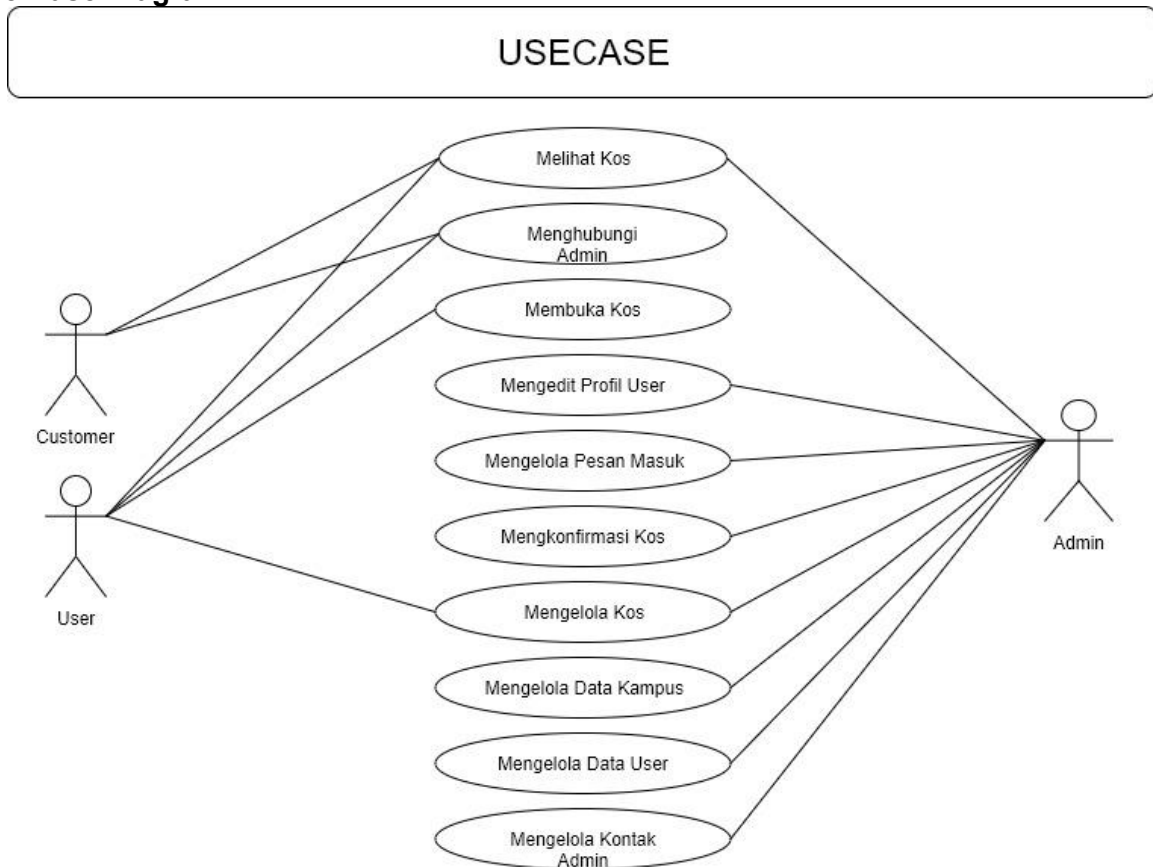 USECASE
Melihat Kos
Menghubungi
Admin
Membuka Kos
Mengedit Profil User
Mengelola Pesan Masuk
Mengkonfirmasi Kos
Mengelola Kos
Mengelola Data Kampus
Mengelola Data User
Mengelola Kontak
Admin
Customer
User
Admin